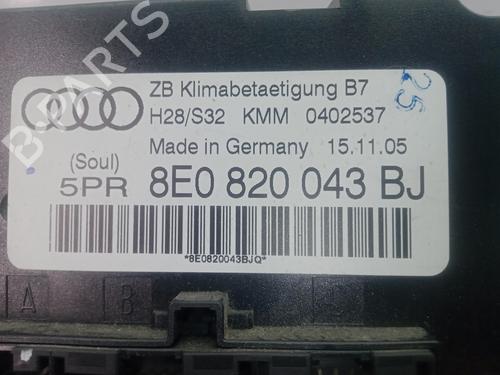 B-PARTS
25
ZB Klimabetaetigung B7
H28/S32 KMM 0402537
Made in Germany 15.11.05
(Soul)
5PR 8E0 820 043 BJ
*8E0820043BJQ*
A B C